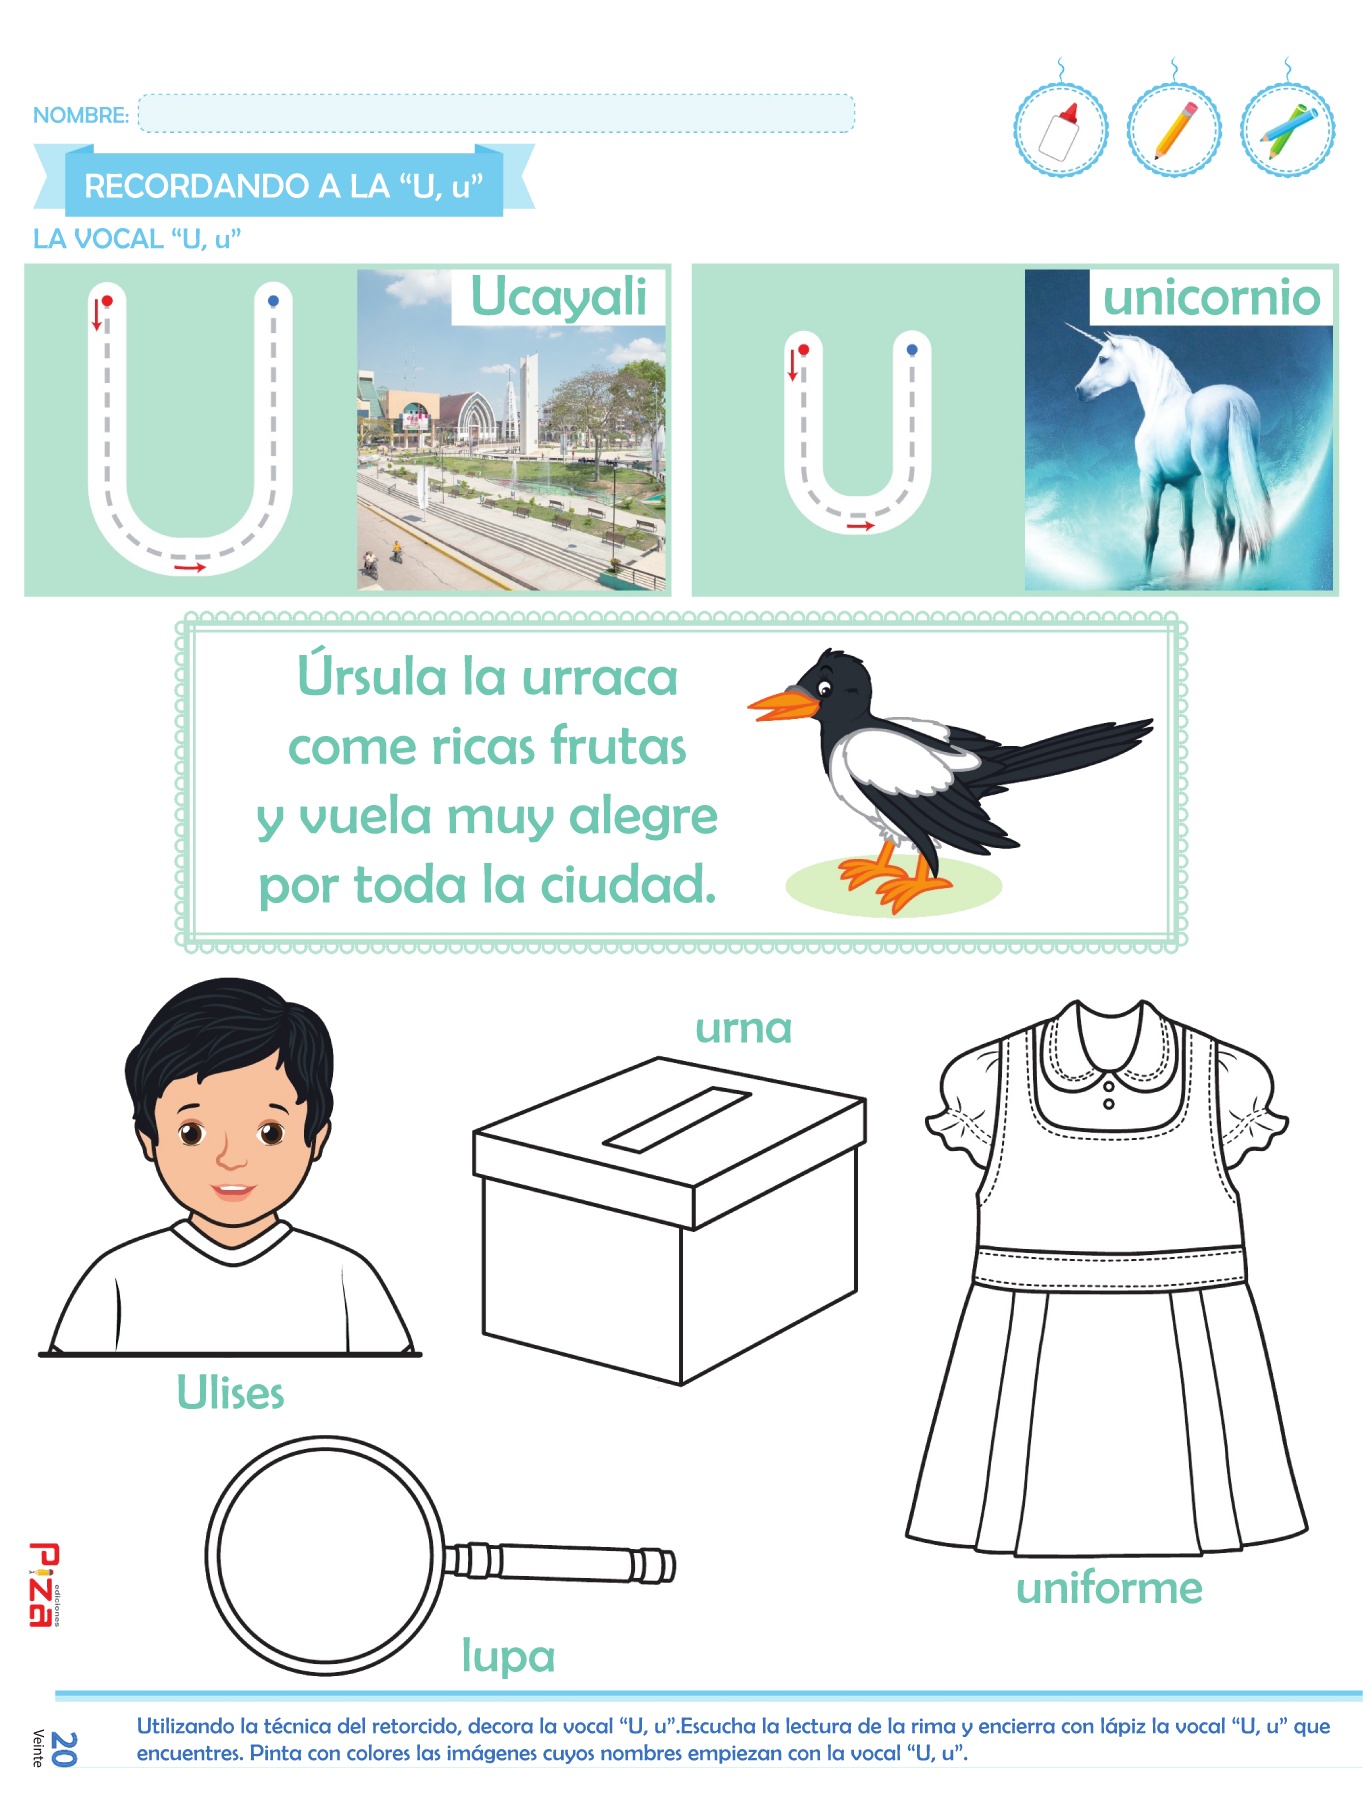 NOMBRE:
RECORDANDO A LA “U, u”
LA VOCAL “U, u”
U
Ucayali
u
unicornio
Úrsula la urraca
come ricas frutas
y vuela muy alegre
por toda la ciudad.
urna
Ulises
uniforme
lupa
Piza
ediciones
20
Veinte
Utilizando la técnica del retorcido, decora la vocal “U, u”.Escucha la lectura de la rima y encierra con lápiz la vocal “U, u” que
encuentres. Pinta con colores las imágenes cuyos nombres empiezan con la vocal “U, u”.